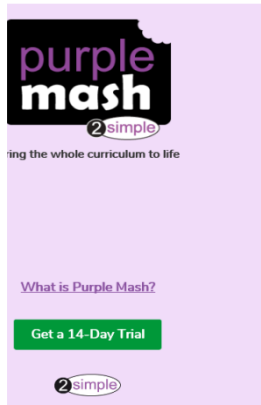 purple
mash
2simple
ring the whole curriculum to life
What is Purple Mash?
Get a 14-Day Trial
2simple